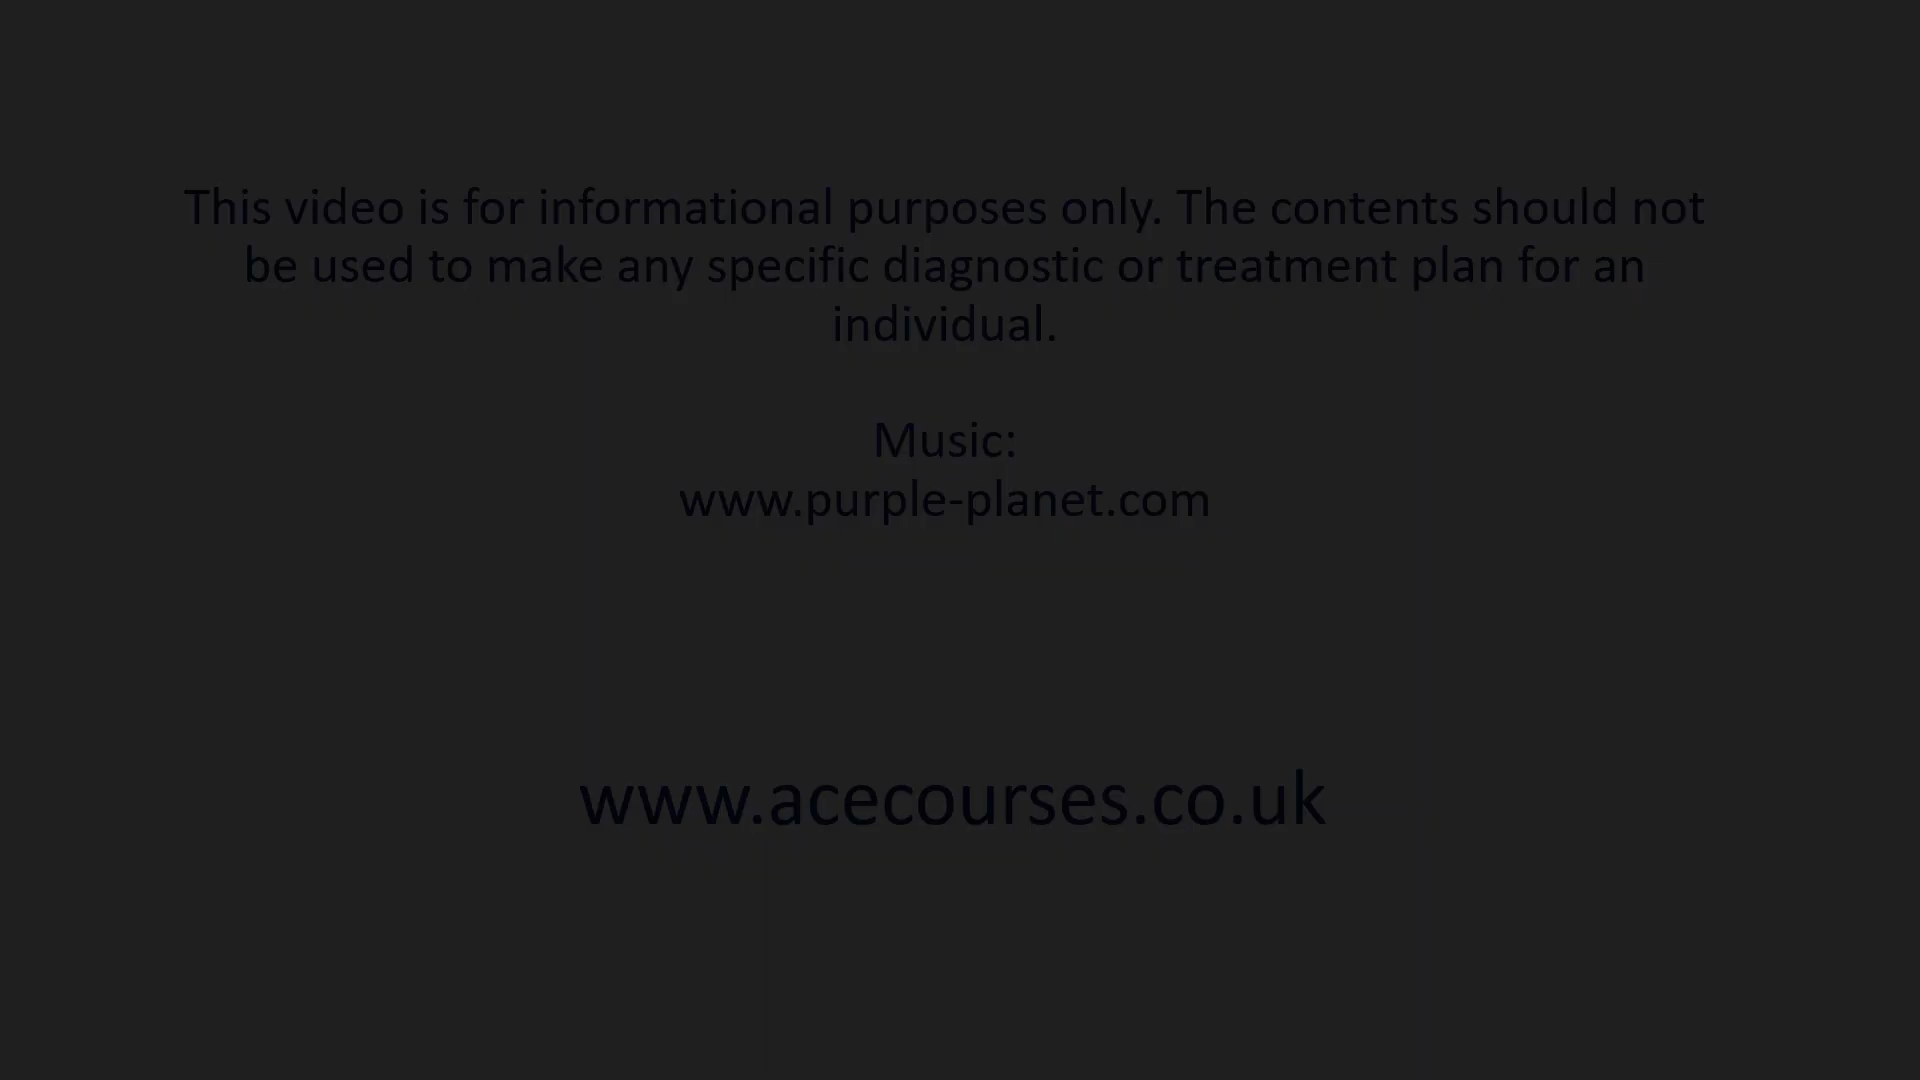 This video is for informational purposes only. The contents should not
be used to make any specific diagnostic or treatment plan for an
individual.
Music:
www.purple-planet.com
www.acecourses.co.uk